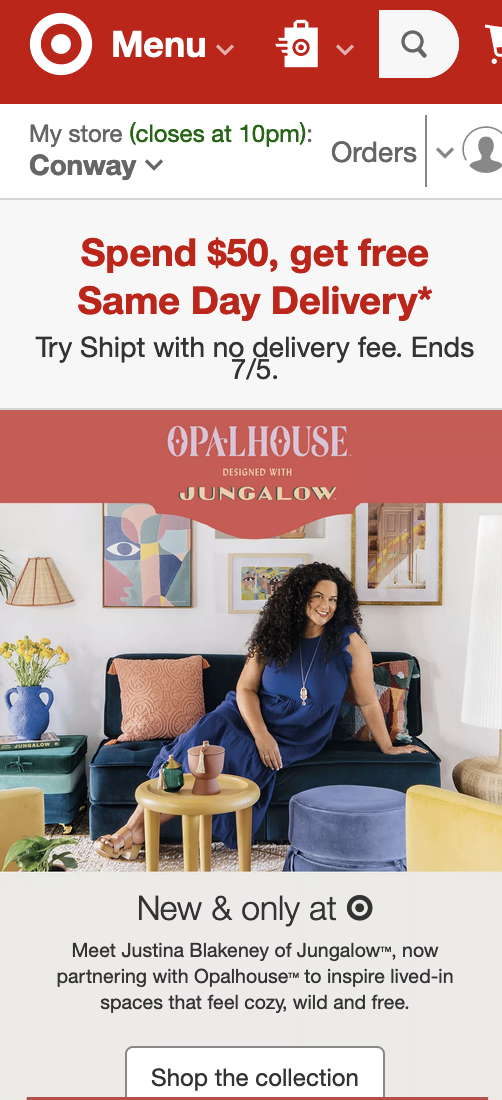 Menu
My store (closes at 10pm):
Conway
Orders
Spend $50, get free
Same Day Delivery*
Try Shipt with no delivery fee. Ends
7/5.
OPALHOUSE
DESIGNED WITH
JUNGALOW™
JUNGALOW
New & only at
Meet Justina Blakeney of Jungalow™, now
partnering with Opalhouse™ to inspire lived-in
spaces that feel cozy, wild and free.
Shop the collection